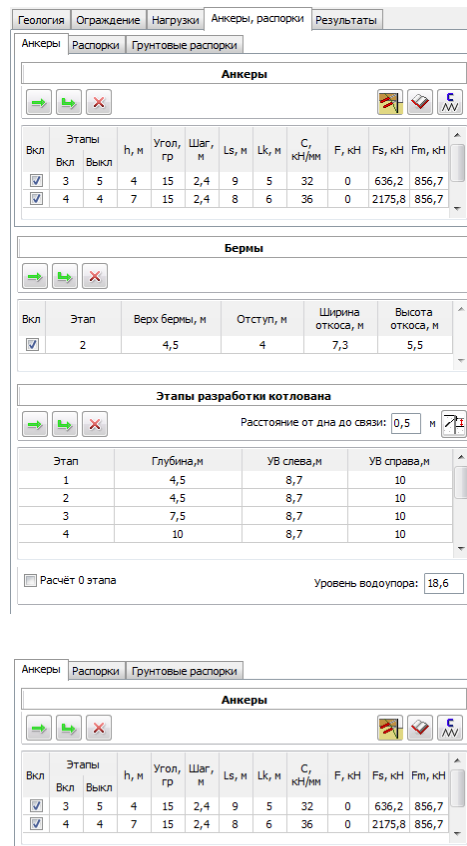 Геология Ограждение Нагрузки Анкеры, распорки Результаты
Анкеры Распорки Грунтовые распорки
Анкеры
C
Вкл Этапы h, м Угол, гр Шаг, м Ls, м Lk, м C, кН/мм F, кН Fs, кН Fm, кН
Вкл Выкл
3 5 4 15 2,4 9 5 32 0 636,2 856,7
4 4 7 15 2,4 8 6 36 0 2175,8 856,7
Бермы
Вкл Этап Верх бермы, м Отступ, м Ширина откоса, м Высота откоса, м
2 4,5 4 7,3 5,5
Этапы разработки котлована
Расстояние от дна до связи: 0,5 м
Этап Глубина,м УВ слева,м УВ справа,м
1 4,5 8,7 10
2 4,5 8,7 10
3 7,5 8,7 10
4 10 8,7 10
Расчёт 0 этапа Уровень водоупора: 18,6
Анкеры Распорки Грунтовые распорки
Анкеры
C
Вкл Этапы h, м Угол, гр Шаг, м Ls, м Lk, м C, кН/мм F, кН Fs, кН Fm, кН
Вкл Выкл
3 5 4 15 2,4 9 5 32 0 636,2 856,7
4 4 7 15 2,4 8 6 36 0 2175,8 856,7